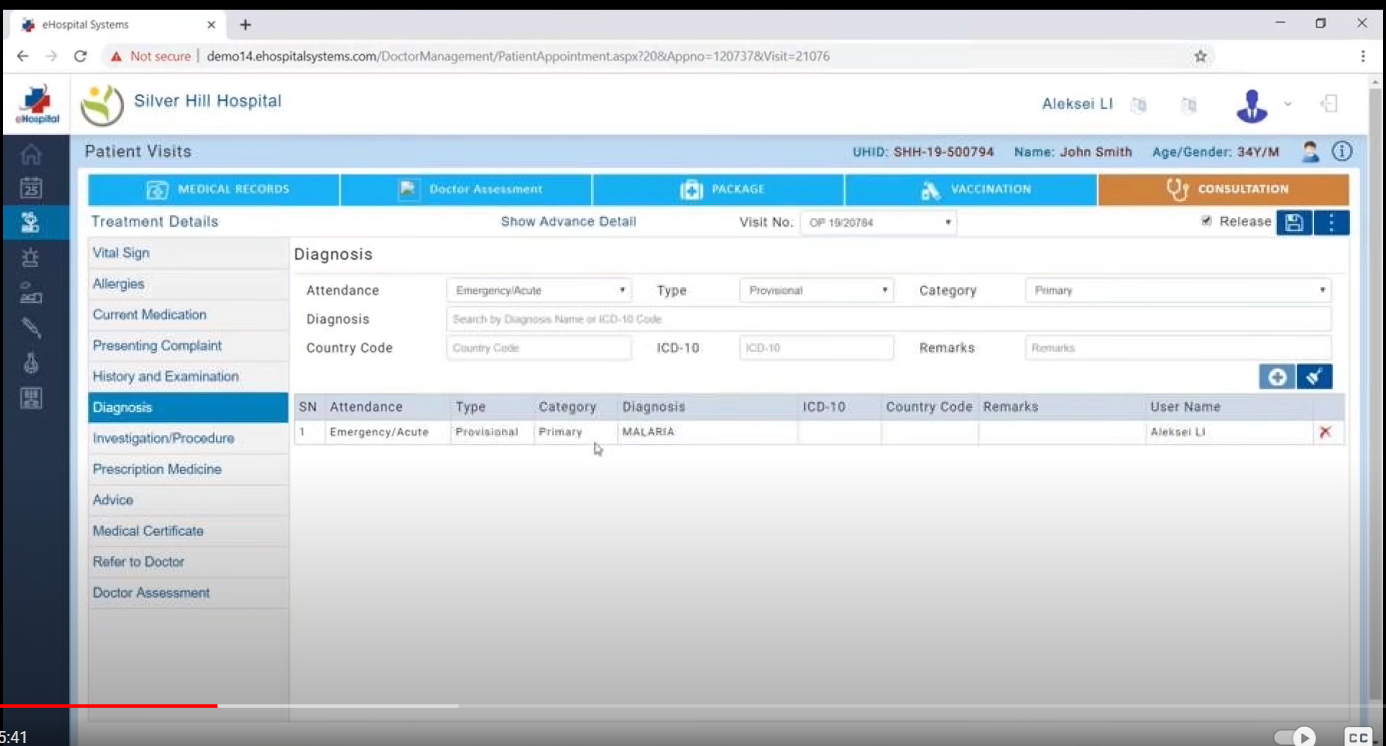 eHospital Systems
Not secure | demo14.ehospitalsystems.com/DoctorManagement/PatientAppointment.aspx?20&Appno=120737&Visit=21076
eHospital
Silver Hill Hospital
Aleksei LI
Patient Visits
UHID: SHH-19-500794 Name: John Smith Age/Gender: 34Y/M
25
MEDICAL RECORDS Doctor Assessment PACKAGE VACCINATION CONSULTATION
Treatment Details Show Advance Detail Visit No. OP 19/20784 Release
Vital Sign
Allergies
Current Medication
Presenting Complaint
History and Examination
Diagnosis
Investigation/Procedure
Prescription Medicine
Advice
Medical Certificate
Refer to Doctor
Doctor Assessment
Diagnosis
Attendance Emergency/Acute Type Provisional Category Primary
Diagnosis Search by Diagnosis Name or ICD-10 Code
Country Code Country Code ICD-10 ICD-10 Remarks Remarks
SN Attendance Type Category Diagnosis ICD-10 Country Code Remarks User Name
1 Emergency/Acute Provisional Primary MALARIA Aleksei LI
5:41
CC